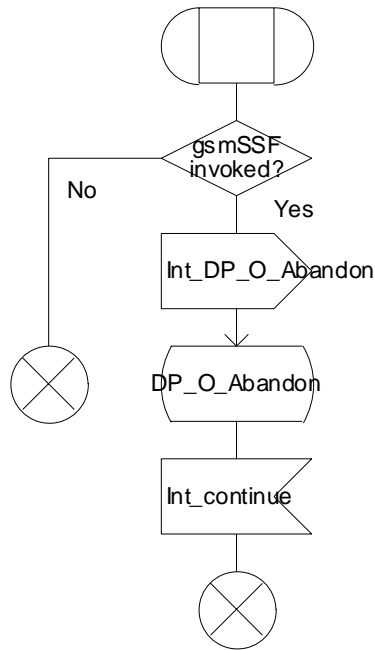 gsmSSF
invoked?
No
Yes
Int_DP_O_Abandon
DP_O_Abandon
Int_continue